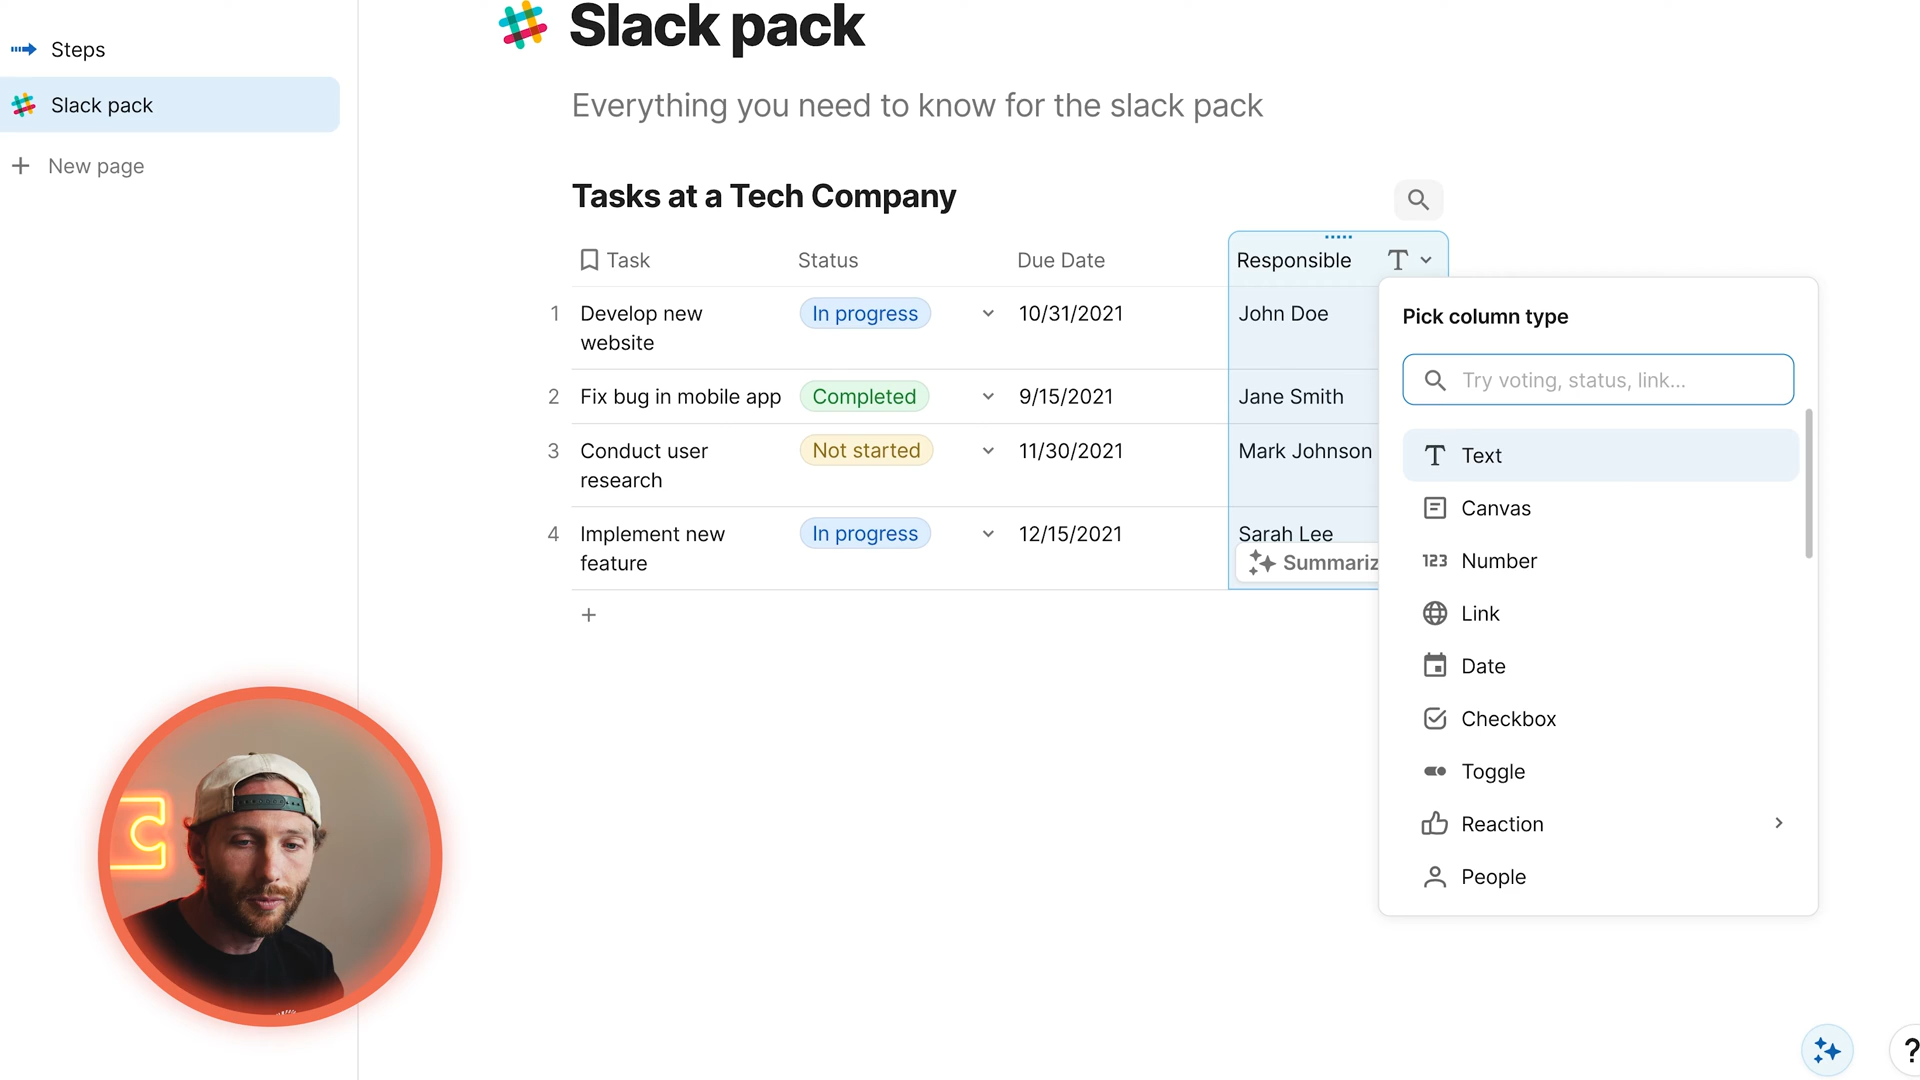 Slack pack
Steps
Slack pack
New page
Everything you need to know for the slack pack
Tasks at a Tech Company
Task Status Due Date Responsible
1 Develop new website In progress 10/31/2021 John Doe
2 Fix bug in mobile app Completed 9/15/2021 Jane Smith
3 Conduct user research Not started 11/30/2021 Mark Johnson
4 Implement new feature In progress 12/15/2021 Sarah Lee
Summariz
Pick column type
Try voting, status, link...
Text
Canvas
123 Number
Link
Date
Checkbox
Toggle
Reaction
People
?